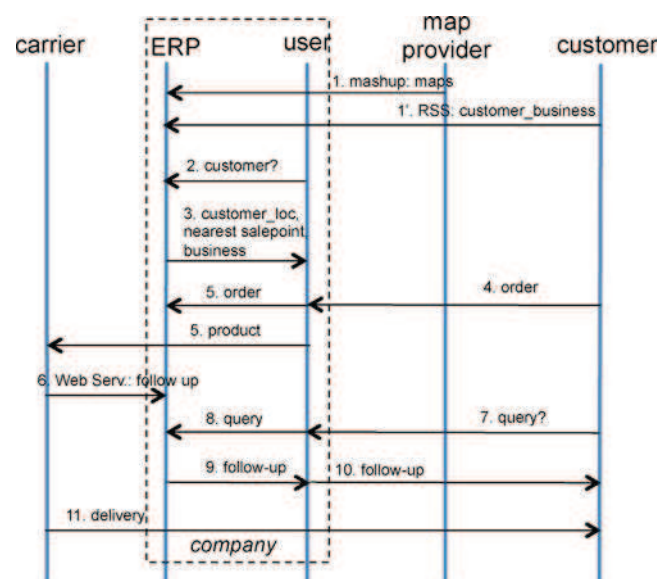 carrier
ERP
user
map
provider
customer
1. mashup: maps
1'. RSS: customer_business
2. customer?
3. customer_loc,
nearest salepoint,
business
5. order
4. order
5. product
6. Web Serv.: follow up
8. query
7. query?
9. follow-up
10. follow-up
11. delivery
company